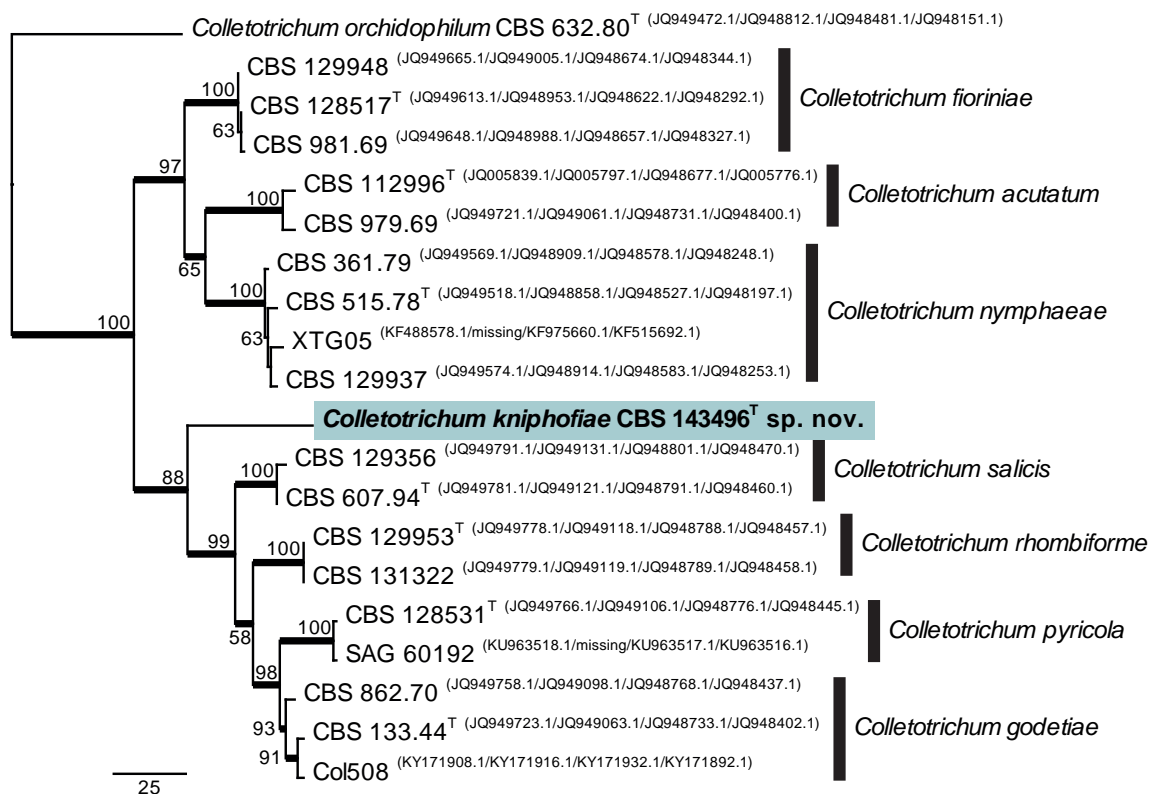 Colletotrichum orchidophilum CBS 632.80T (JQ949472.1/JQ948812.1/JQ948481.1/JQ948151.1)
CBS 129948 (JQ949665.1/JQ949005.1/JQ948674.1/JQ948344.1)
100
CBS 128517T (JQ949613.1/JQ948953.1/JQ948622.1/JQ948292.1)
Colletotrichum fioriniae
63
CBS 981.69 (JQ949648.1/JQ948988.1/JQ948657.1/JQ948327.1)
97
CBS 112996T (JQ005839.1/JQ005797.1/JQ948677.1/JQ005776.1)
100
Colletotrichum acutatum
CBS 979.69 (JQ949721.1/JQ949061.1/JQ948731.1/JQ948400.1)
65
CBS 361.79 (JQ949569.1/JQ948909.1/JQ948578.1/JQ948248.1)
100
CBS 515.78T (JQ949518.1/JQ948858.1/JQ948527.1/JQ948197.1)
Colletotrichum nymphaeae
100
63
XTG05 (KF488578.1/missing/KF975660.1/KF515692.1)
CBS 129937 (JQ949574.1/JQ948914.1/JQ948583.1/JQ948253.1)
Colletotrichum kniphofiae CBS 143496T sp. nov.
88
CBS 129356 (JQ949791.1/JQ949131.1/JQ948801.1/JQ948470.1)
100
Colletotrichum salicis
CBS 607.94T (JQ949781.1/JQ949121.1/JQ948791.1/JQ948460.1)
99
CBS 129953T (JQ949778.1/JQ949118.1/JQ948788.1/JQ948457.1)
100
Colletotrichum rhombiforme
CBS 131322 (JQ949779.1/JQ949119.1/JQ948789.1/JQ948458.1)
58
CBS 128531T (JQ949766.1/JQ949106.1/JQ948776.1/JQ948445.1)
100
Colletotrichum pyricola
SAG 60192 (KU963518.1/missing/KU963517.1/KU963516.1)
98
CBS 862.70 (JQ949758.1/JQ949098.1/JQ948768.1/JQ948437.1)
93
CBS 133.44T (JQ949723.1/JQ949063.1/JQ948733.1/JQ948402.1)
Colletotrichum godetiae
91
Col508 (KY171908.1/KY171916.1/KY171932.1/KY171892.1)
25